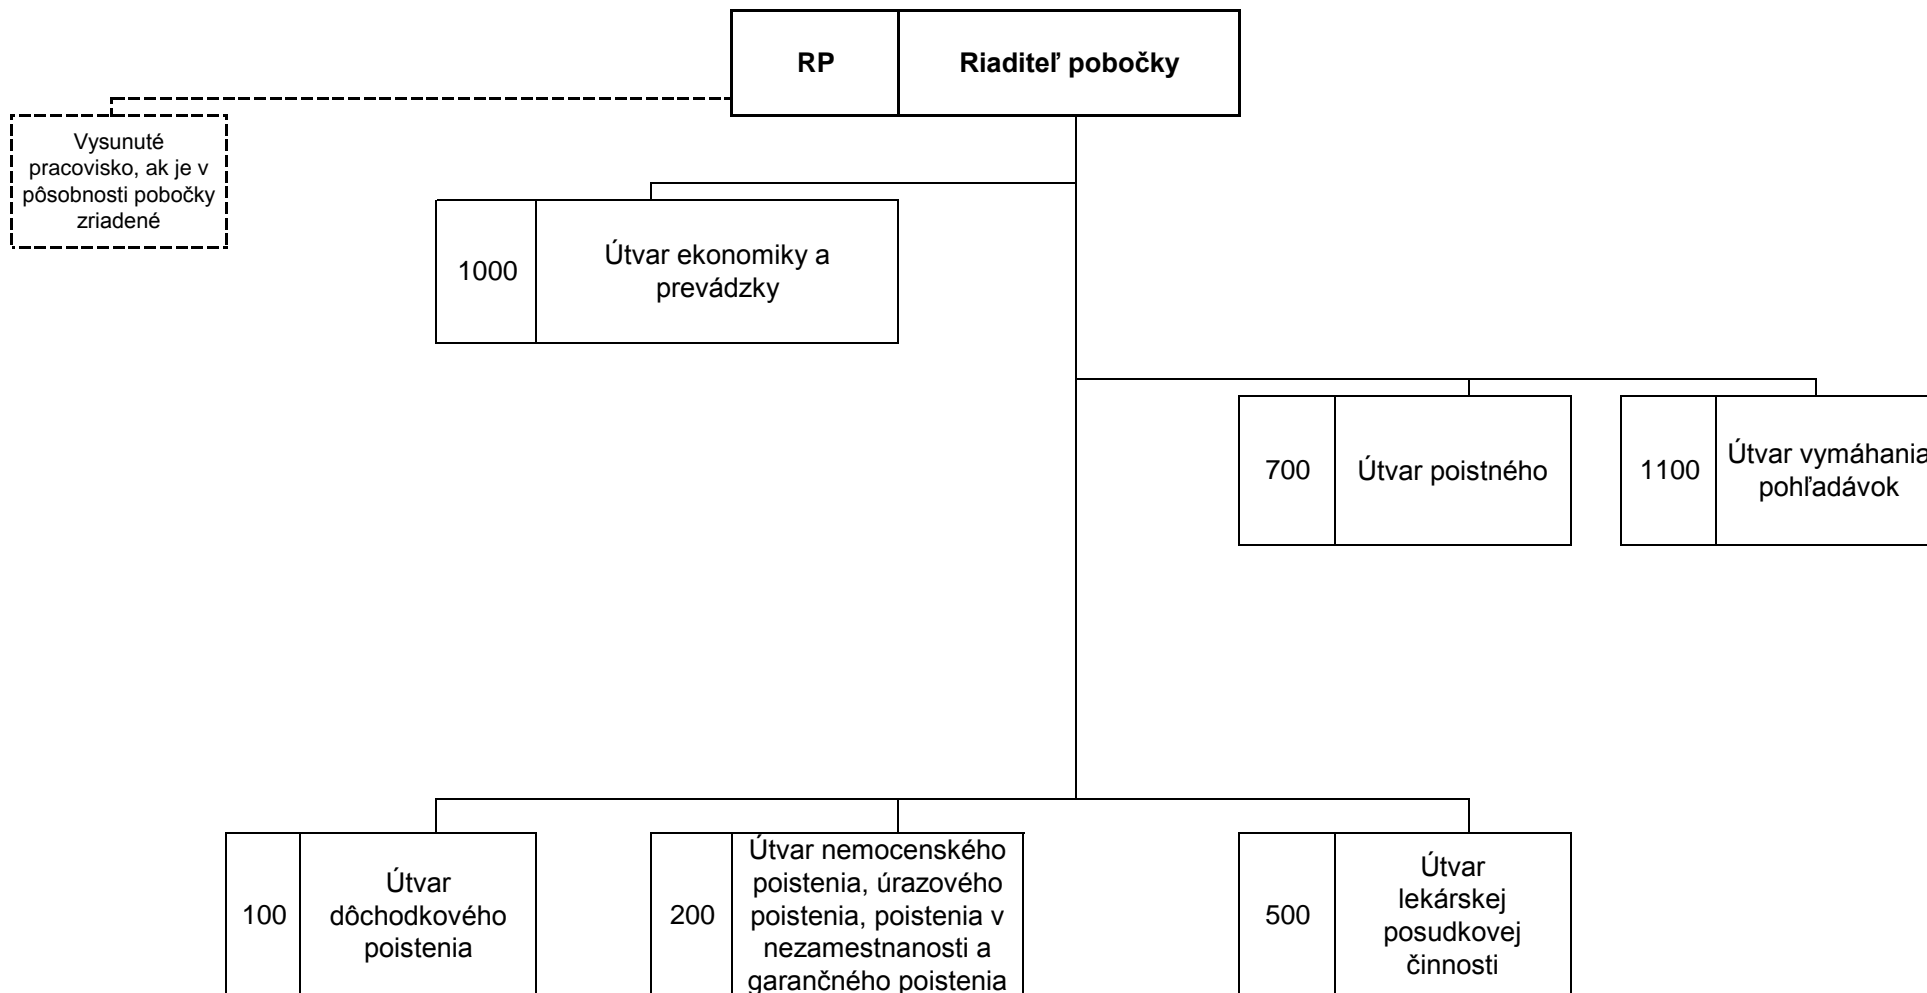 RP
Riaditeľ pobočky
Vysunuté
pracovisko, ak je v
pôsobnosti pobočky
zriadené
1000
Útvar ekonomiky a
prevádzky
700
Útvar poistného
1100
Útvar vymáhania
pohľadávok
100
Útvar
dôchodkového
poistenia
200
Útvar nemocenského
poistenia, úrazového
poistenia, poistenia v
nezamestnanosti a
garančného poistenia
500
Útvar
lekárskej
posudkovej
činnosti